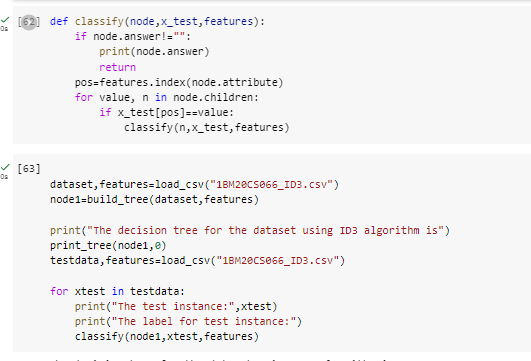 [62] def classify(node,x_test,features):
if node.answer!="":
print(node.answer)
return
pos=features.index(node.attribute)
for value, n in node.children:
if x_test[pos]==value:
classify(n,x_test,features)
0s
[63]
0s
dataset,features=load_csv("1BM20CS066_ID3.csv")
node1=build_tree(dataset,features)
print("The decision tree for the dataset using ID3 algorithm is")
print_tree(node1,0)
testdata,features=load_csv("1BM20CS066_ID3.csv")
for xtest in testdata:
print("The test instance:",xtest)
print("The label for test instance:")
classify(node1,xtest,features)